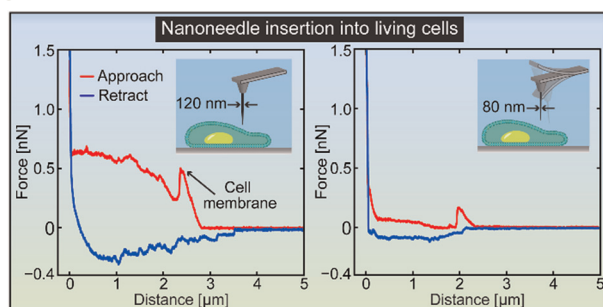 Nanoneedle insertion into living cells
1.5
1.0
0.5
0
−0.4
Force [nN]
Approach
Retract
120 nm
Cell
membrane
0 1 2 3 4 5
Distance [μm]
1.5
1.0
0.5
0
−0.4
Force [nN]
80 nm
0 1 2 3 4 5
Distance [μm]